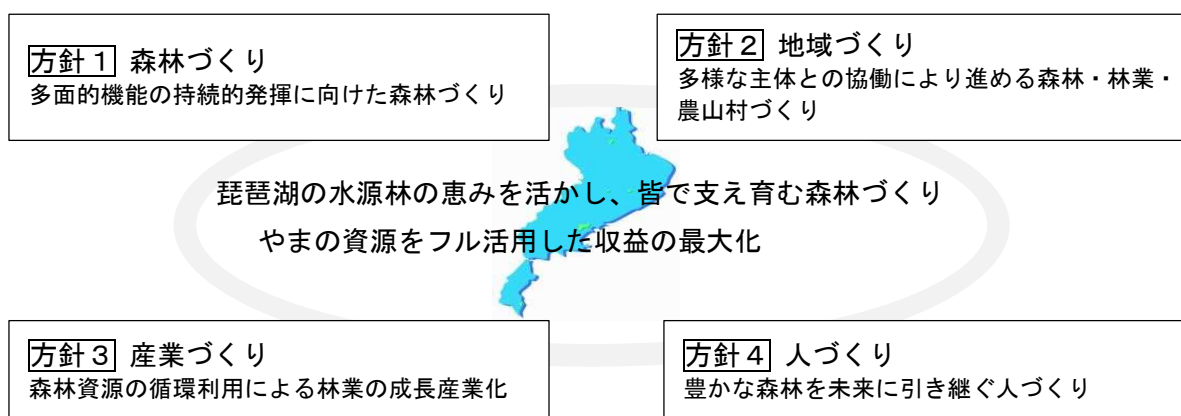 方針１ 森林づくり
多面的機能の持続的発揮に向けた森林づくり
方針２ 地域づくり
多様な主体との協働により進める森林・林業・
農山村づくり
琵琶湖の水源林の恵みを活かし、皆で支え育む森林づくり
やまの資源をフル活用した収益の最大化
方針３ 産業づくり
森林資源の循環利用による林業の成長産業化
方針４ 人づくり
豊かな森林を未来に引き継ぐ人づくり